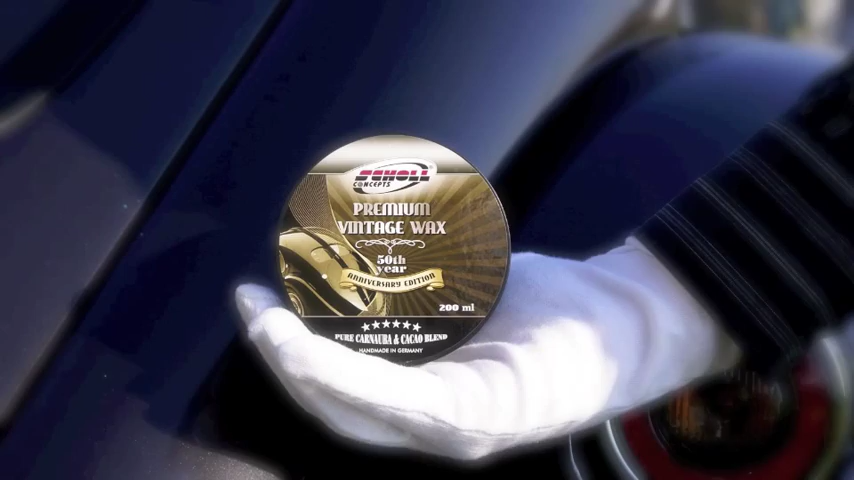 SCHOLL
CONCEPTS
PREMIUM
VINTAGE WAX
50th
year
ANNIVERSARY EDITION
200 ml
PURE CARNAUBA & CACAO BLEND
HANDMADE IN GERMANY